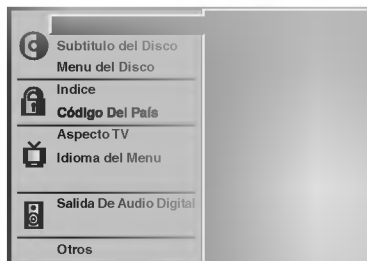 Subtitulo del Disco
Menu del Disco
Indice
Código Del País
Aspecto TV
Idioma del Menu
Salida De Audio Digital
Otros